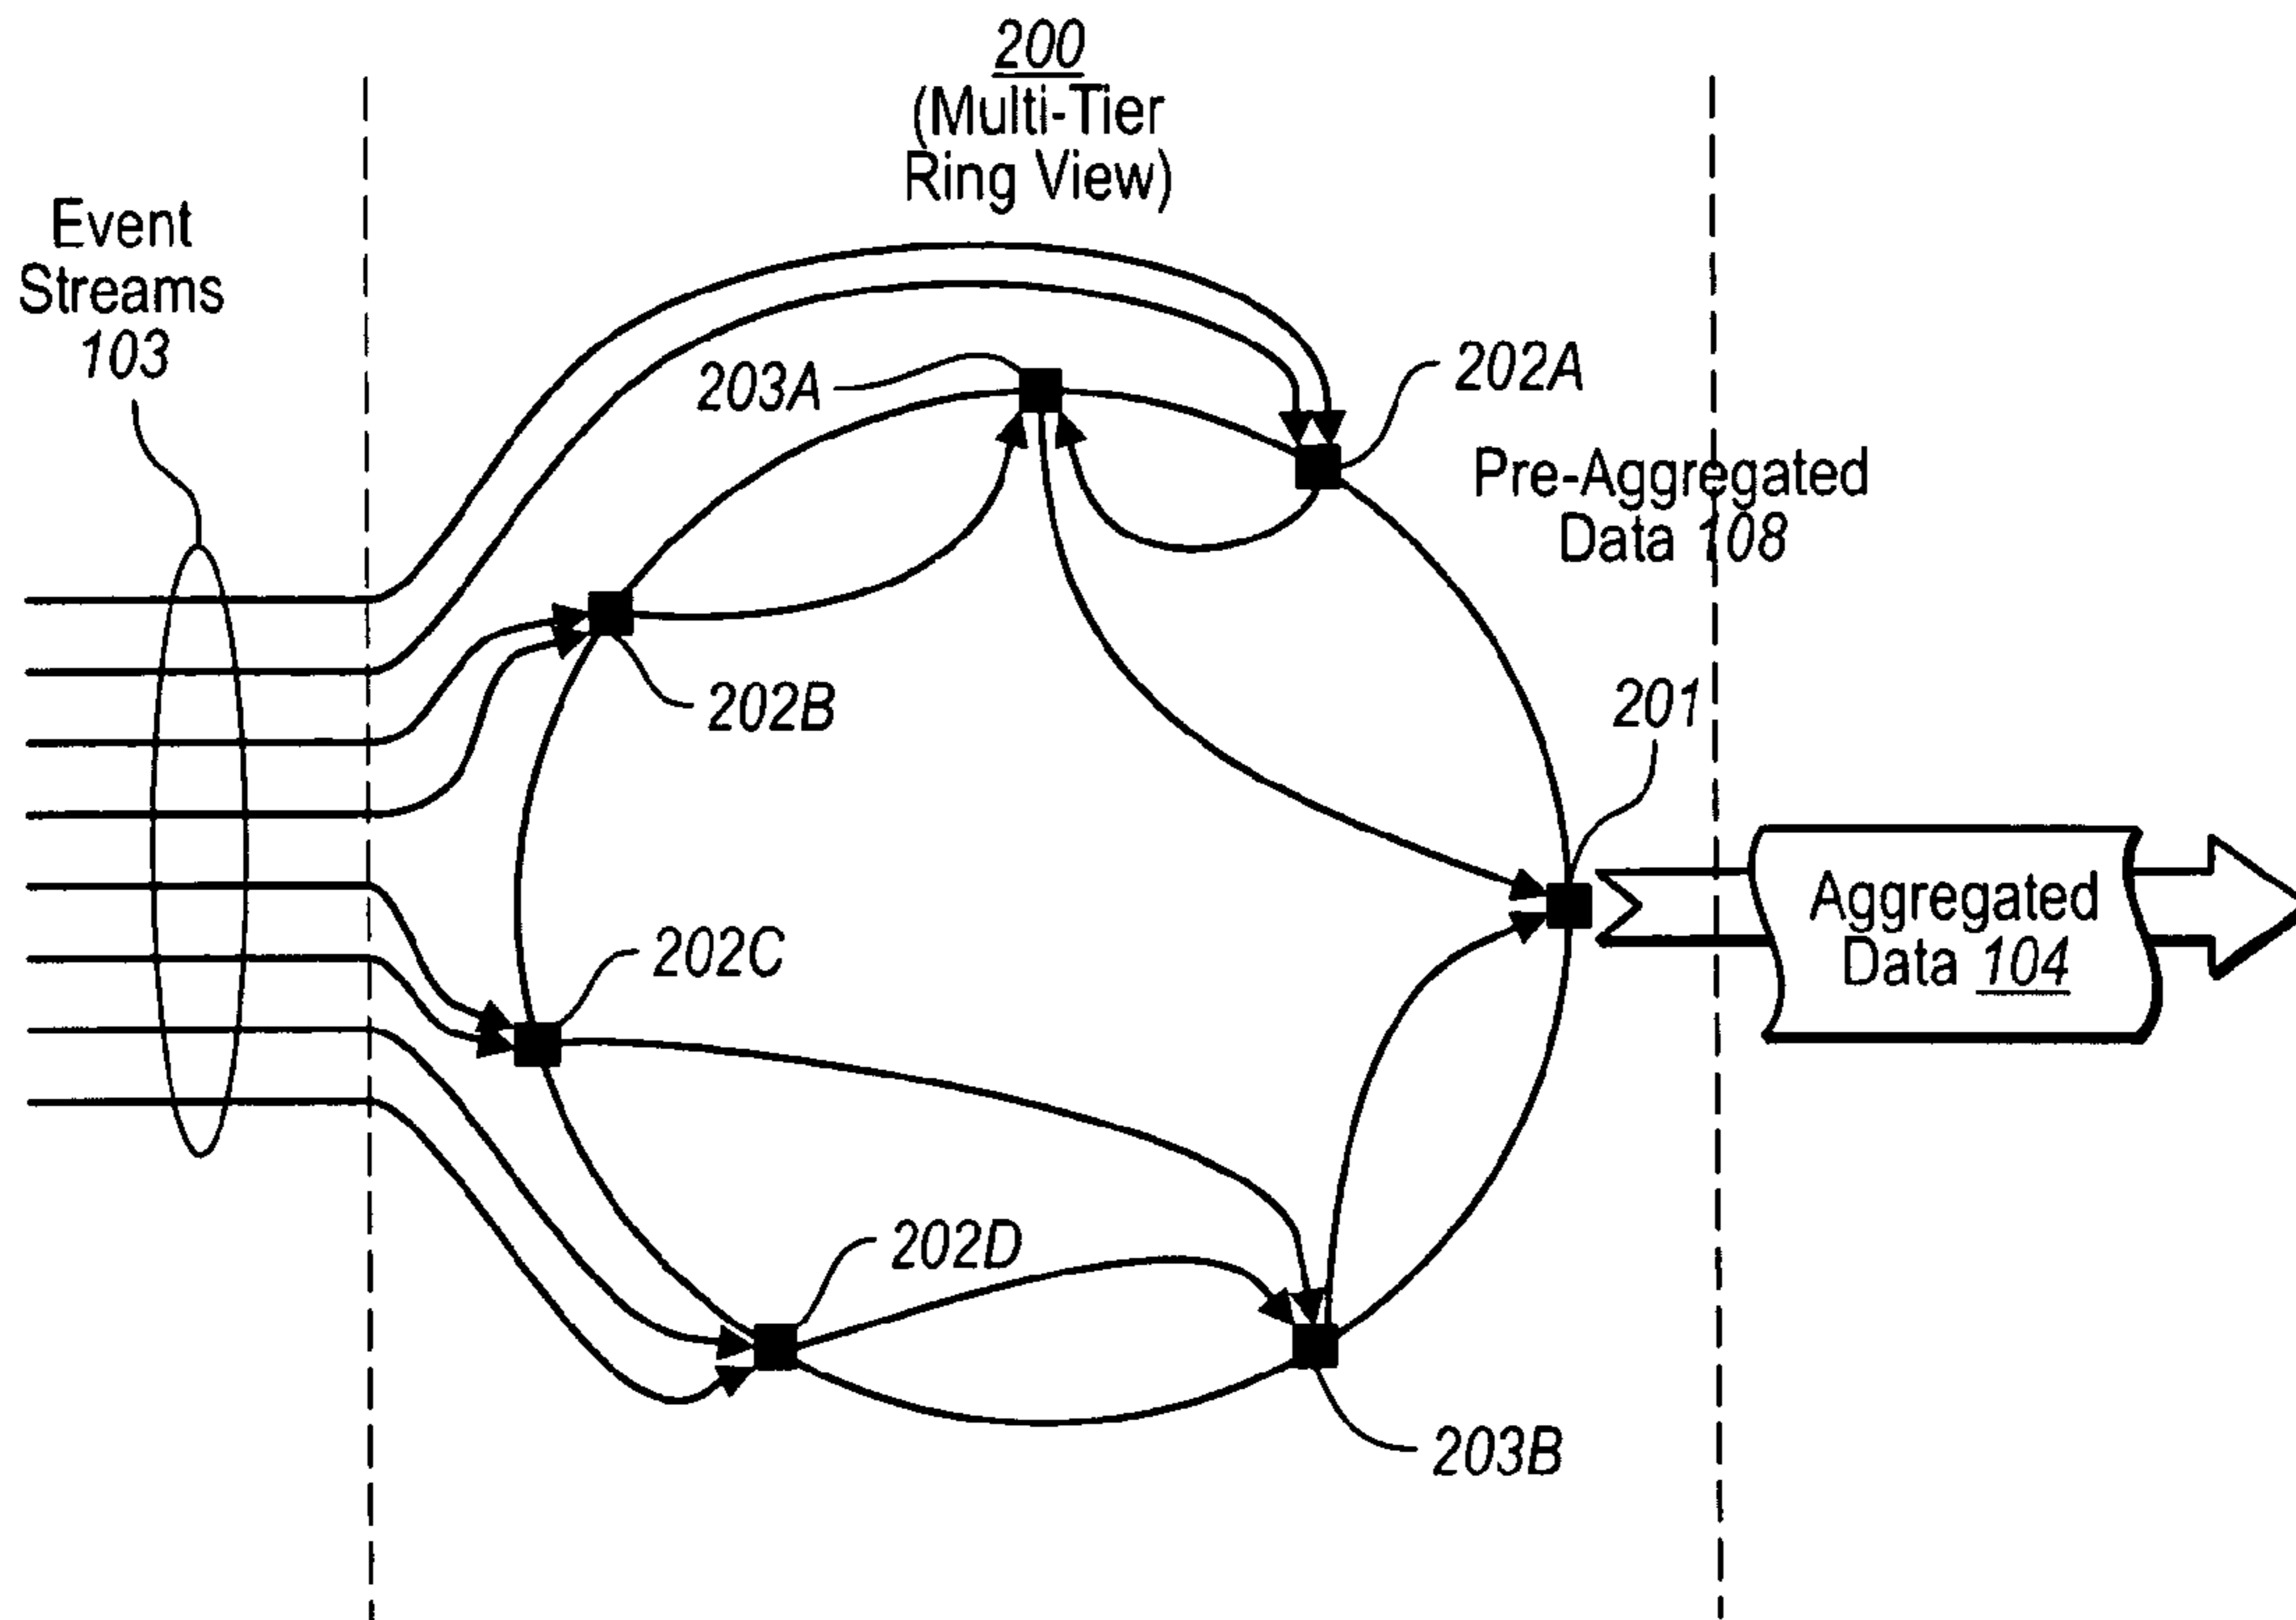 200
(Multi-Tier
Ring View)
Event
Streams
103
203A
202A
Pre-Aggregated
Data 108
202B
201
Aggregated
Data 104
202C
202D
203B